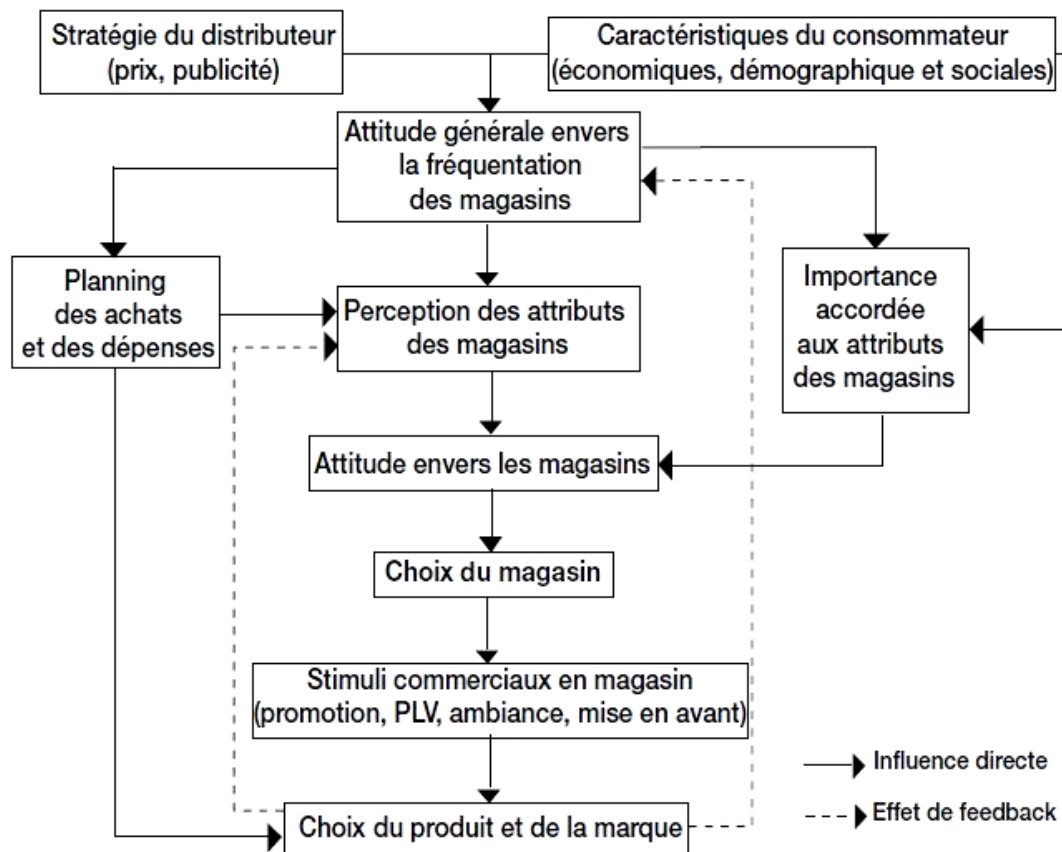 Stratégie du distributeur
(prix, publicité)
Caractéristiques du consommateur
(économiques, démographique et sociales)
Attitude générale envers
la fréquentation
des magasins
Planning
des achats
et des dépenses
Perception des attributs
des magasins
Importance
accordée
aux attributs
des magasins
Attitude envers les magasins
Choix du magasin
Stimuli commerciaux en magasin
(promotion, PLV, ambiance, mise en avant)
Choix du produit et de la marque
Influence directe
Effet de feedback